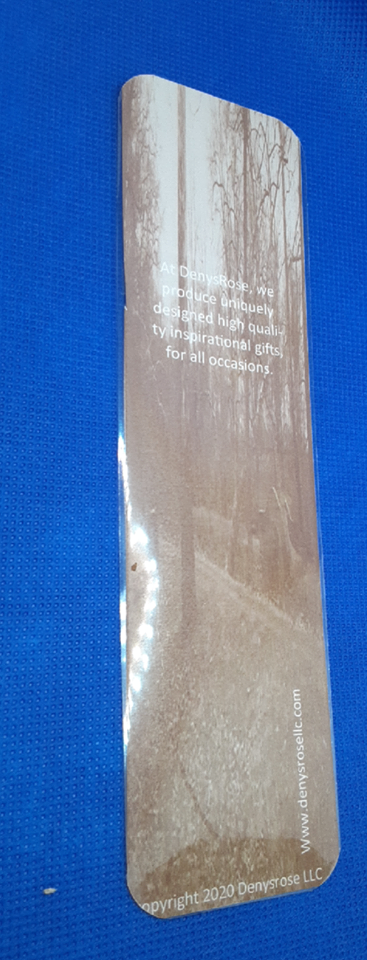 At DenysRose, we
produce uniquely
designed high quali-
ty inspirational gifts,
for all occasions.
Www.denysrosellc.com
opyright 2020 Denysrose LLC